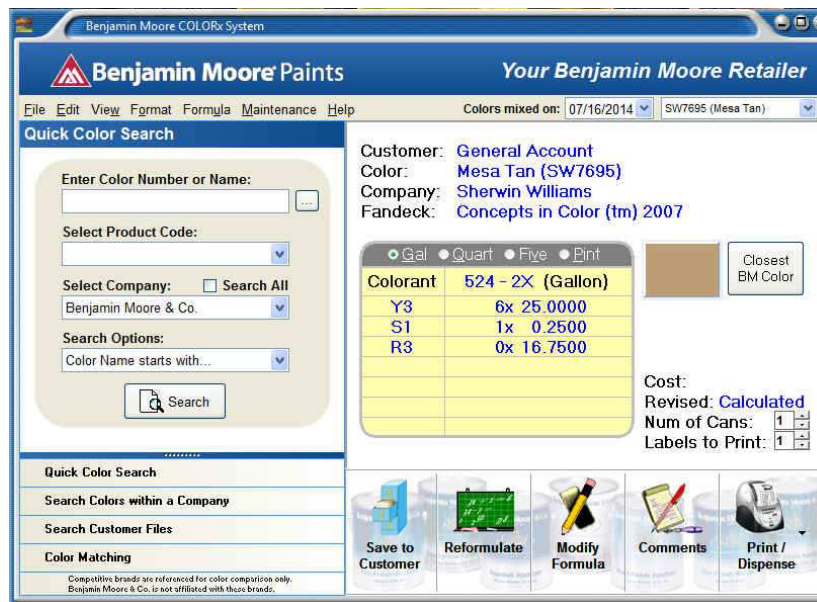 Benjamin Moore COLORx System
Benjamin Moore Paints
Your Benjamin Moore Retailer
File Edit View Format Formula Maintenance Help
Colors mixed on: 07/16/2014 SW7695 (Mesa Tan)
Quick Color Search
Enter Color Number or Name:
...
Select Product Code:
Select Company: Search All
Benjamin Moore & Co.
Search Options:
Color Name starts with...
Search
Customer: General Account
Color: Mesa Tan (SW7695)
Company: Sherwin Williams
Fandeck: Concepts in Color (tm) 2007
Gal Quart Five Pint
Colorant 524 - 2X (Gallon)
Y3 6x 25.0000
S1 1x 0.2500
R3 0x 16.7500
Closest
BM Color
Cost:
Revised: Calculated
Num of Cans: 1
Labels to Print: 1
Quick Color Search
Search Colors within a Company
Search Customer Files
Color Matching
Competitive brands are referenced for color comparison only.
Benjamin Moore & Co. is not affiliated with these brands.
Save to
Customer
Reformulate
Modify
Formula
Comments
Print /
Dispense